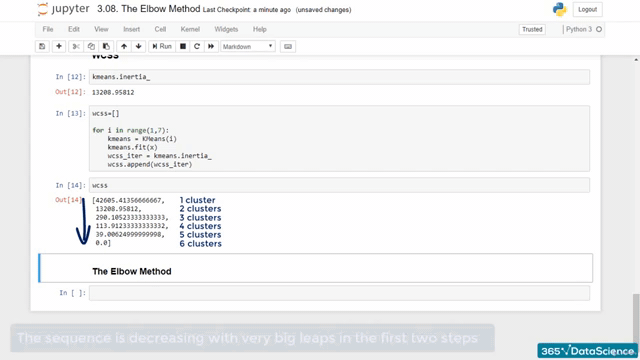 jupyter 3.08. The Elbow Method Last Checkpoint: a minute ago (unsaved changes) Logout
File Edit View Insert Cell Kernel Widgets Help Trusted Python 3 O
Run Markdown
WCSS
In [12] kmeans.inertia_
Out[12]: 13208.95812
In [13]: wcss=[]
for i in range(1,7):
kmeans = KMeans(i)
kmeans.fit(x)
wcss_iter = kmeans.inertia_
wcss.append(wcss_iter)
In [14] wcss
Out[14]: [42605.41356666667, 1 cluster
13208.95812, 2 clusters
290.10523333333333, 3 clusters
113.91233333333332, 4 clusters
39.00624999999998, 5 clusters
0.0] 6 clusters
The Elbow Method
In [ ]:
The sequence is decreasing with very big leaps in the first two steps
365 DataScience